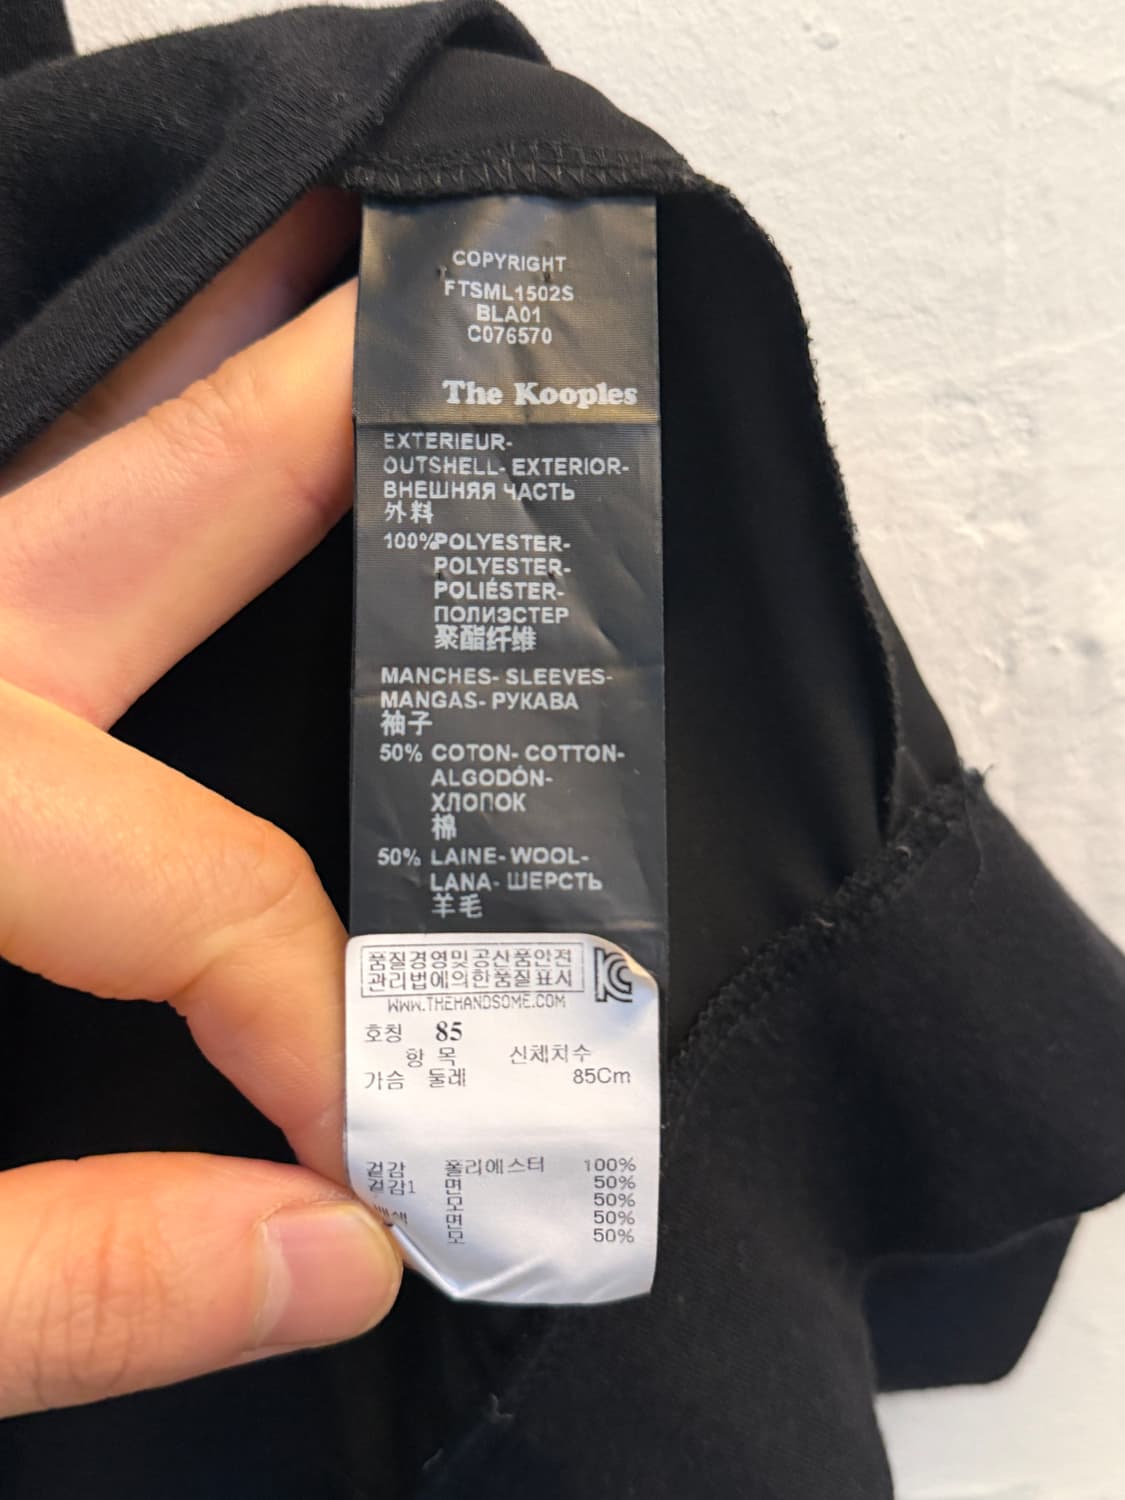 COPYRIGHT
FTSML1502S
BLA01
C076570
The Kooples
EXTERIEUR-
OUTSHELL- EXTERIOR-
ВНЕШНЯЯ ЧАСТЬ
外料
100%POLYESTER-
POLYESTER-
POLIÉSTER-
ПОЛИЭСТЕР
聚酯纤维
MANCHES- SLEEVES-
MANGAS- РУКАВА
袖子
50% COTON- COTTON-
ALGODÓN-
ХЛОПОК
棉
50% LAINE- WOOL-
LANA- ШЕРСТЬ
羊毛
품질경영및공산품안전
관리법에의한품질표시
WWW.THEHANDSOME.COM
호칭 85
항 목 신체치수
가슴 둘레 85Cm
겉감 폴리에스터 100%
겉감1 면 50%
모 50%
면 50%
모 50%